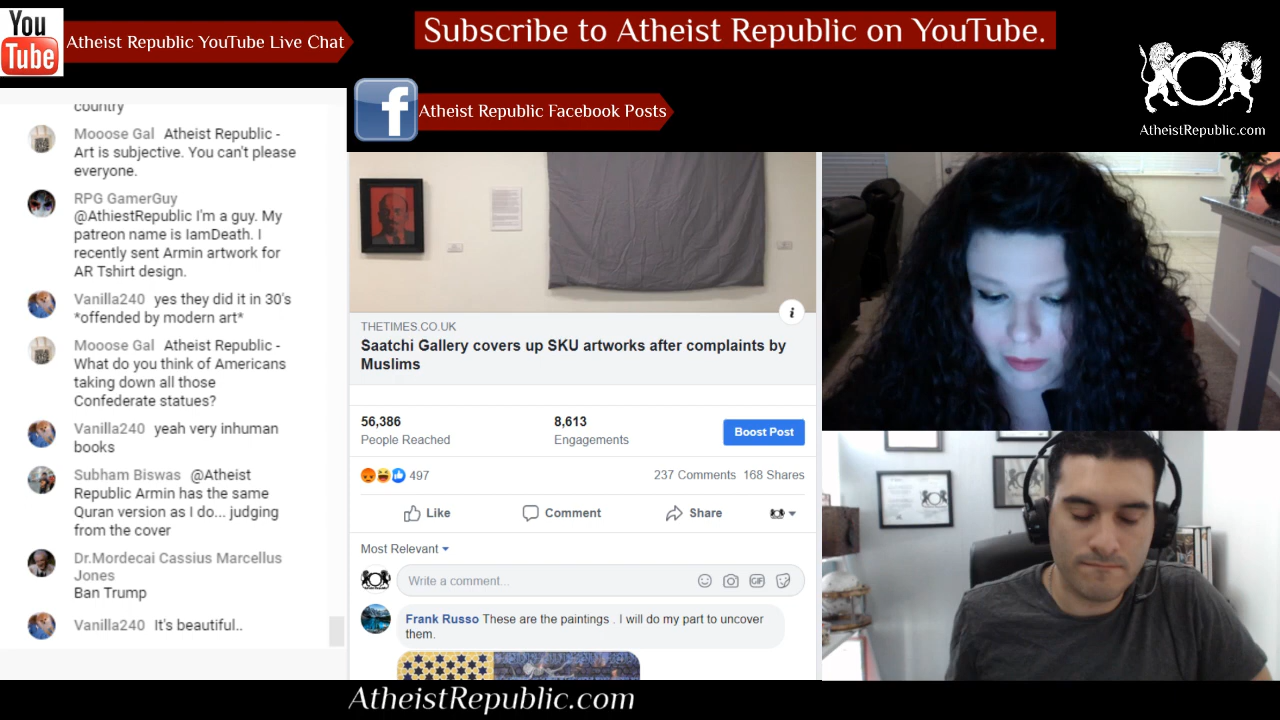 You
Tube
Atheist Republic YouTube Live Chat
Subscribe to Atheist Republic on YouTube.
AtheistRepublic.com
f
Atheist Republic Facebook Posts
country
Mooose Gal Atheist Republic -
Art is subjective. You can't please
everyone.
RPG GamerGuy
@AthiestRepublic I'm a guy. My
patreon name is IamDeath. I
recently sent Armin artwork for
AR Tshirt design.
Vanilla240 yes they did it in 30's
*offended by modern art*
Mooose Gal Atheist Republic -
What do you think of Americans
taking down all those
Confederate statues?
Vanilla240 yeah very inhuman
books
Subham Biswas @Atheist
Republic Armin has the same
Quran version as I do... judging
from the cover
Dr.Mordecai Cassius Marcellus
Jones
Ban Trump
Vanilla240 It's beautiful..
i
THETIMES.CO.UK
Saatchi Gallery covers up SKU artworks after complaints by
Muslims
56,386
People Reached
8,613
Engagements
Boost Post
497
237 Comments 168 Shares
Like
Comment
Share
Most Relevant
Write a comment...
GIF
Frank Russo These are the paintings . I will do my part to uncover
them.
AtheistRepublic.com